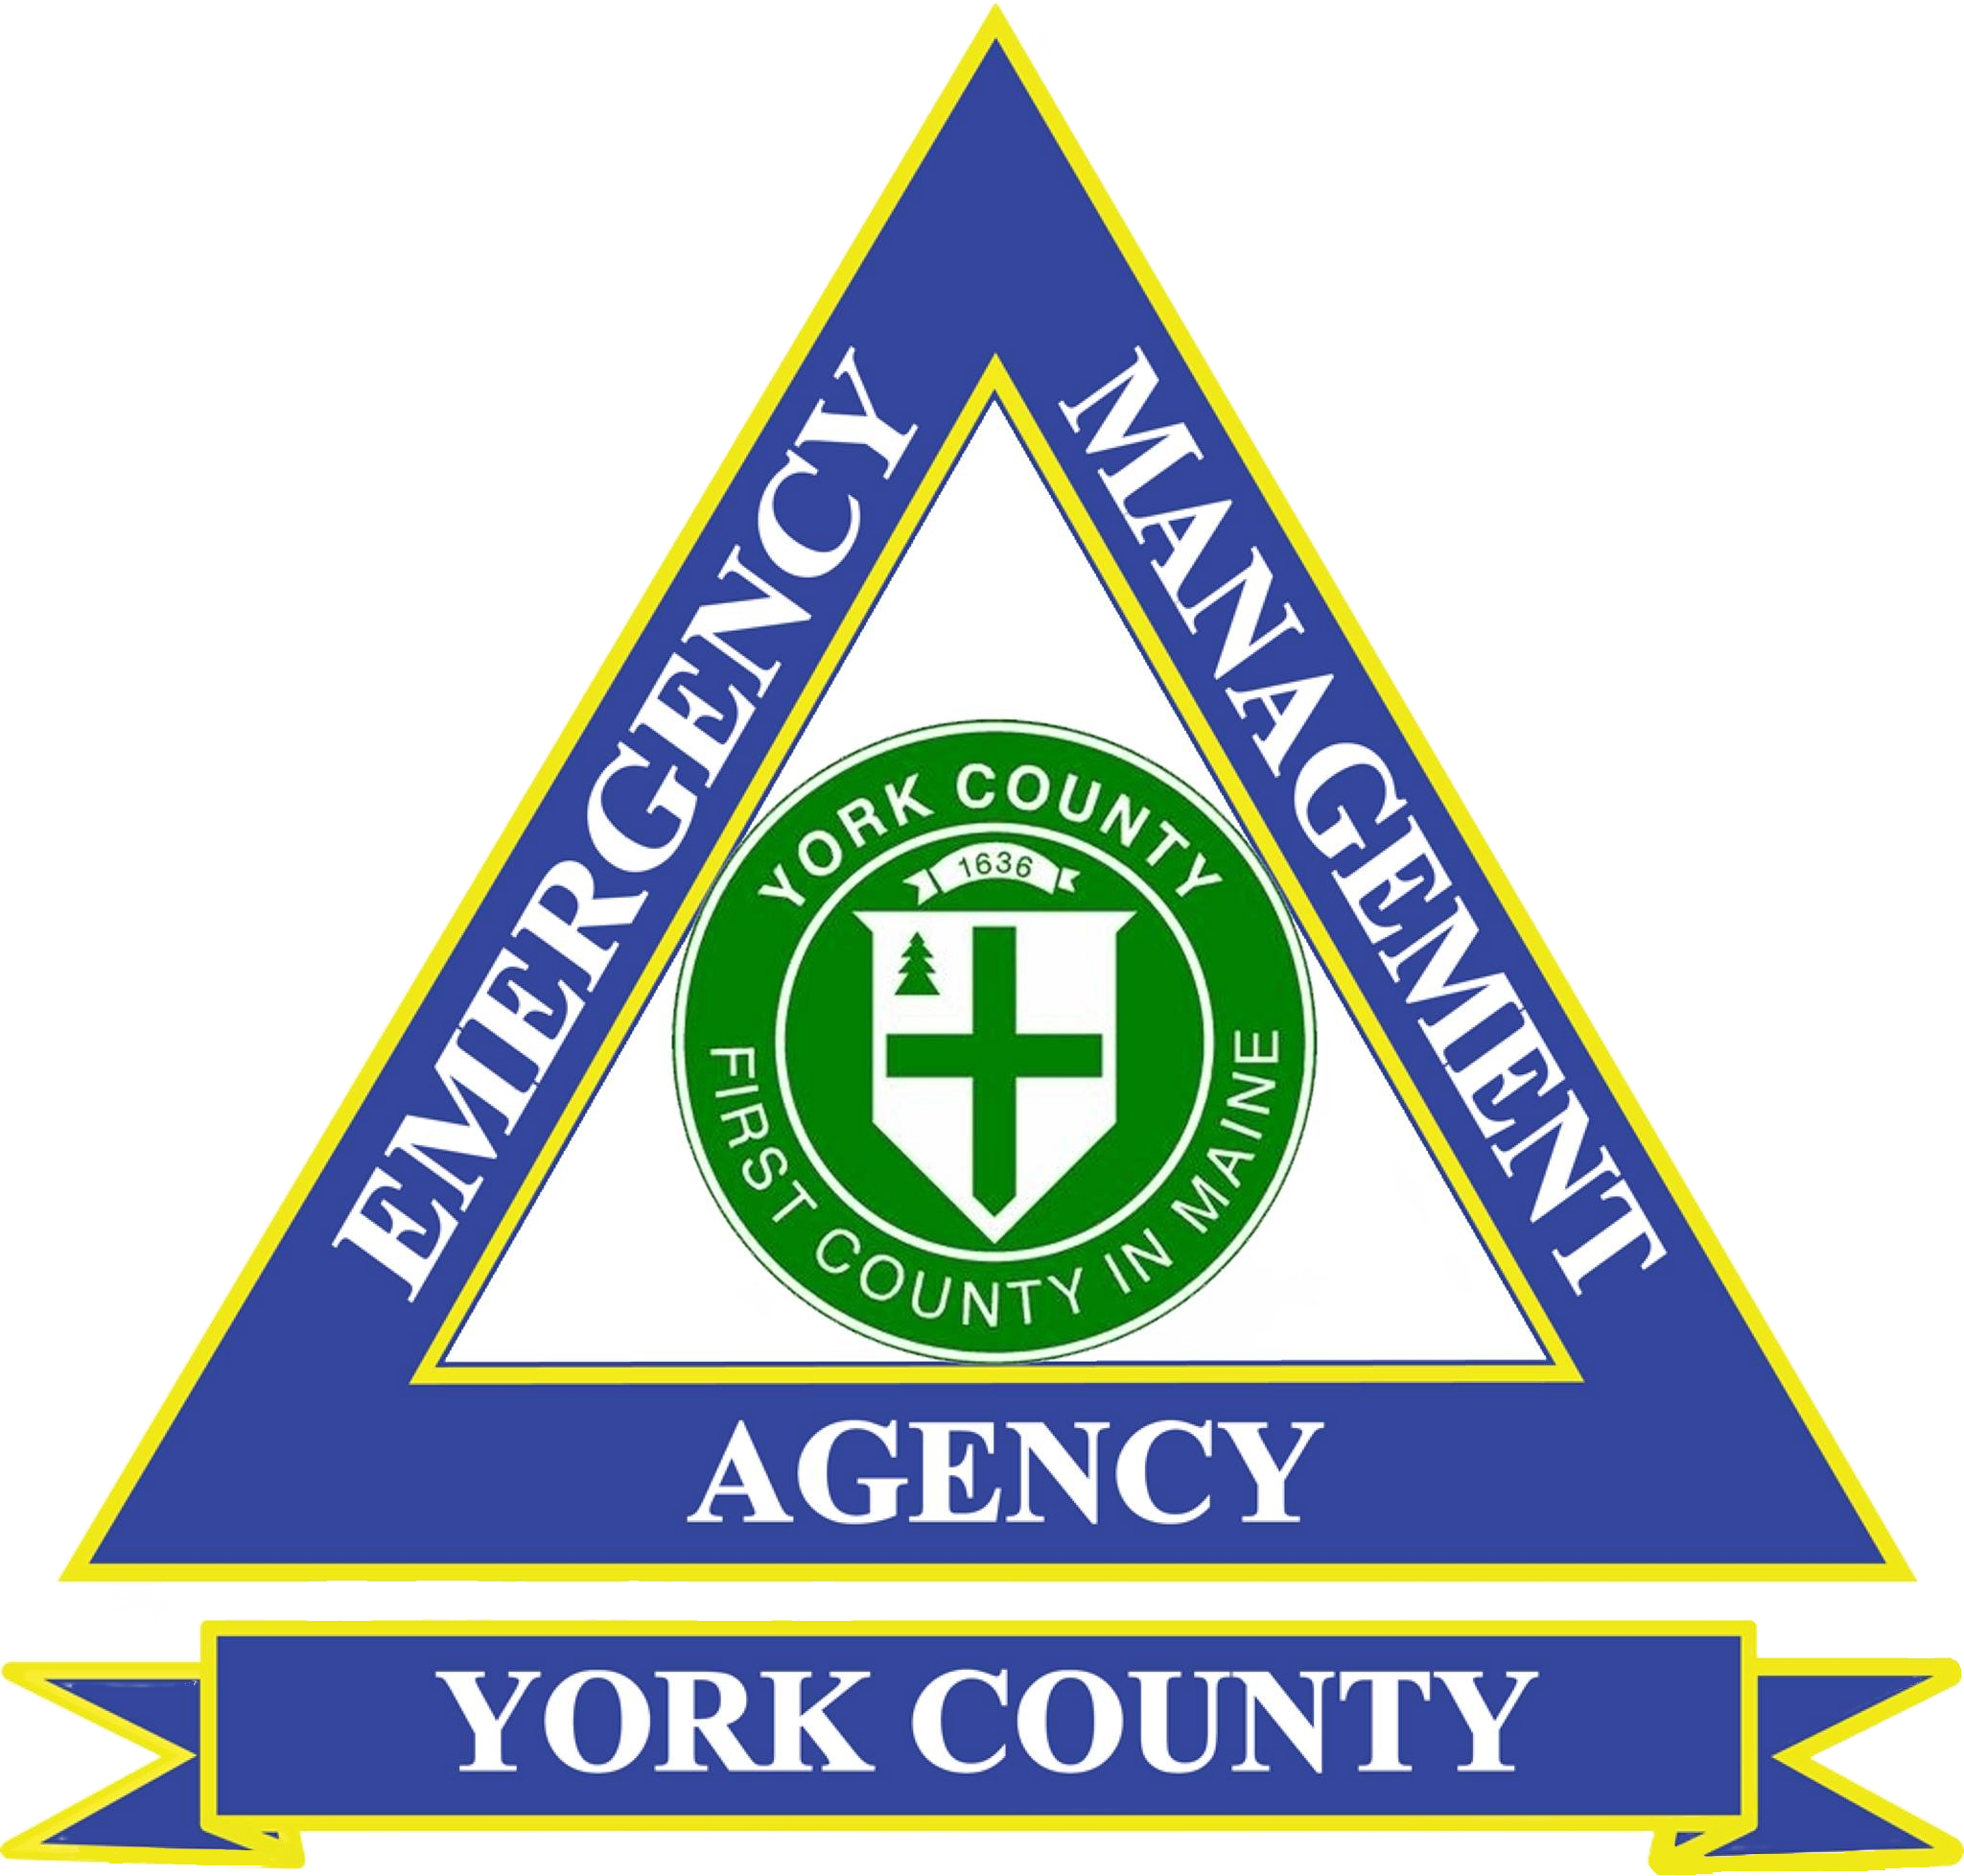 EMERGENCY
MANAGEMENT
YORK COUNTY
1636
FIRST COUNTY IN MAINE
AGENCY
YORK COUNTY